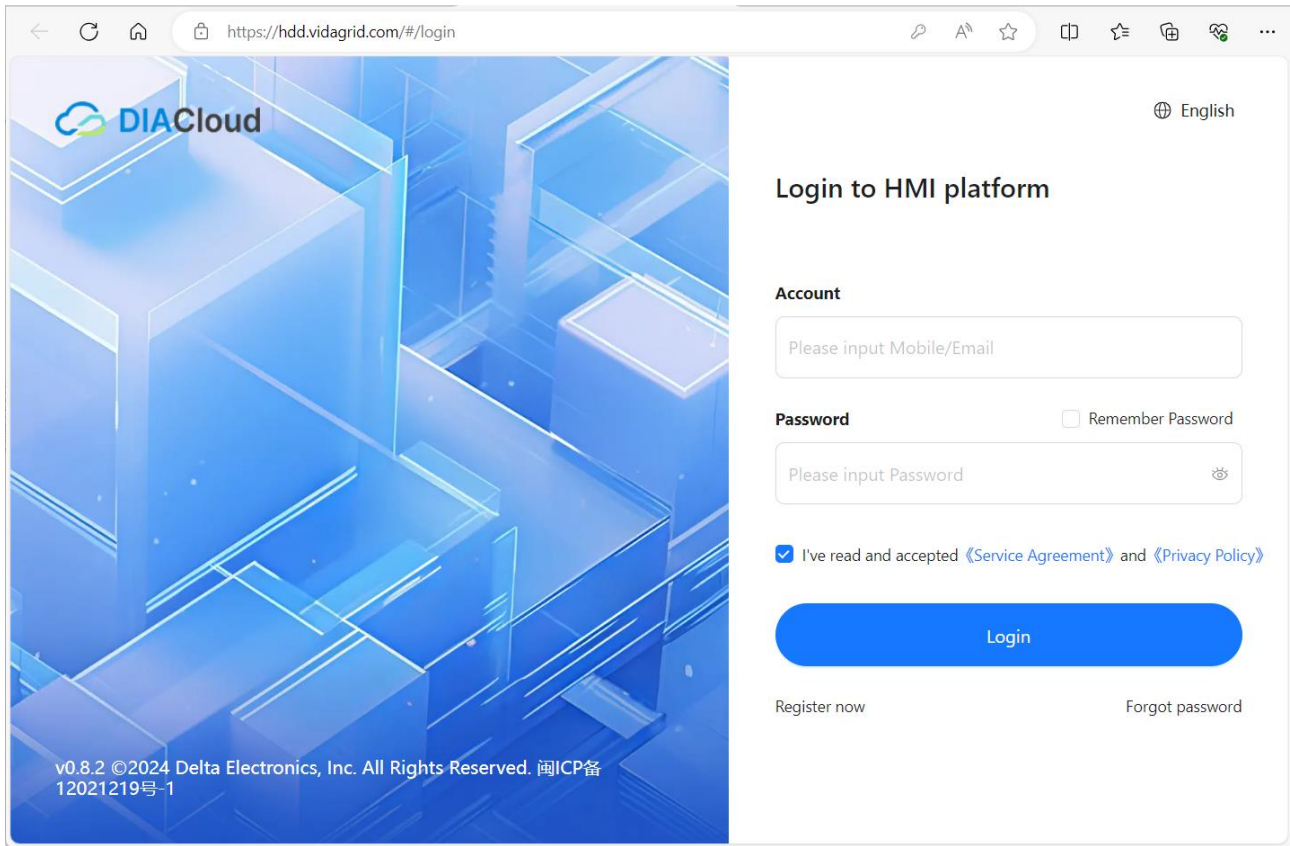 https://hdd.vidagrid.com/#/login
DIACloud
English
Login to HMI platform
Account
Please input Mobile/Email
Password
Remember Password
Please input Password
I've read and accepted《Service Agreement》and《Privacy Policy》
Login
Register now
Forgot password
v0.8.2 ©2024 Delta Electronics, Inc. All Rights Reserved. 闽ICP备
12021219号-1